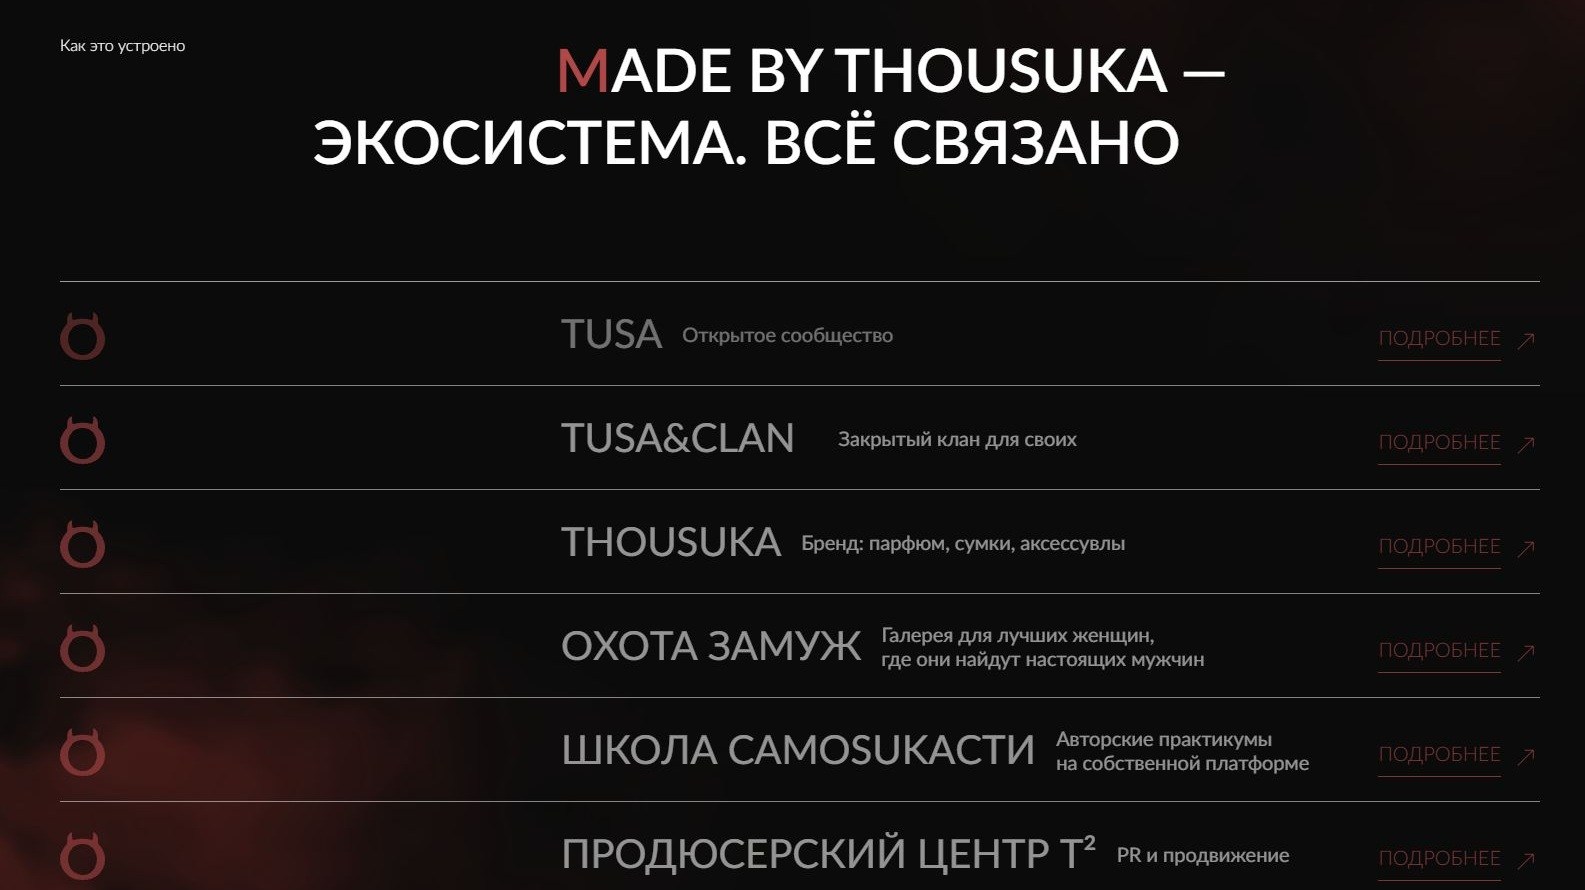 Как это устроено
MADE BY THOUSUKA —
ЭКОСИСТЕМА. ВСЁ СВЯЗАНО
TUSA Открытое сообщество ПОДРОБНЕЕ
TUSA&CLAN Закрытый клан для своих ПОДРОБНЕЕ
THOUSUKA Бренд: парфюм, сумки, аксессувлы ПОДРОБНЕЕ
ОХОТА ЗАМУЖ Галерея для лучших женщин,
где они найдут настоящих мужчин ПОДРОБНЕЕ
ШКОЛА САМОSUKАСТИ Авторские практикумы
на собственной платформе ПОДРОБНЕЕ
ПРОДЮСЕРСКИЙ ЦЕНТР Т² PR и продвижение ПОДРОБНЕЕ